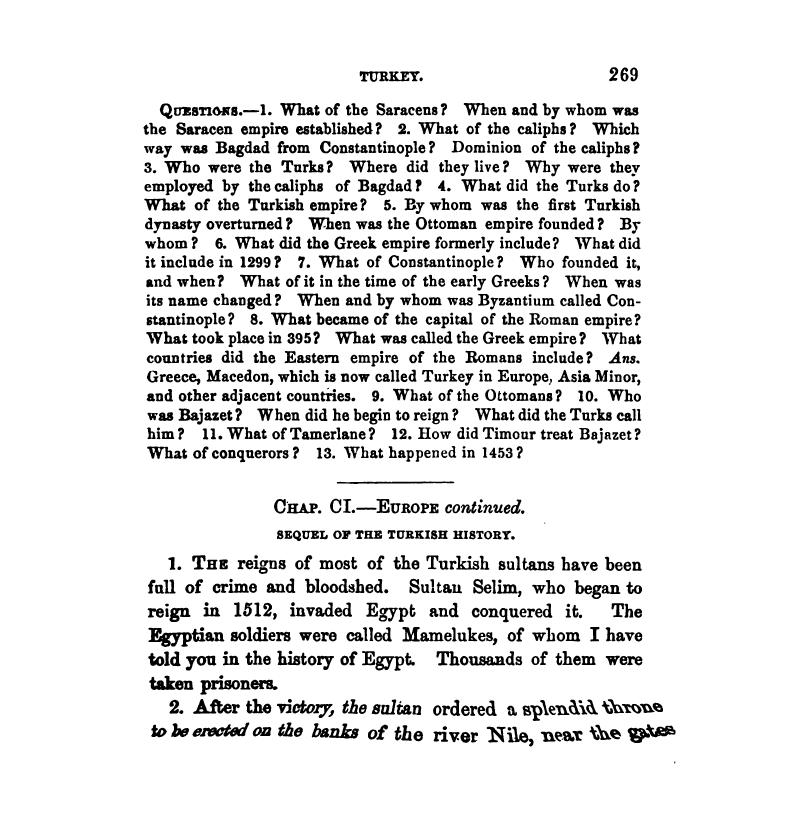 TURKEY. 269
QUESTIONS.—1. What of the Saracens? When and by whom was
the Saracen empire established? 2. What of the caliphs? Which
way was Bagdad from Constantinople? Dominion of the caliphs?
3. Who were the Turks? Where did they live? Why were they
employed by the caliphs of Bagdad? 4. What did the Turks do?
What of the Turkish empire? 5. By whom was the first Turkish
dynasty overturned? When was the Ottoman empire founded? By
whom? 6. What did the Greek empire formerly include? What did
it include in 1299? 7. What of Constantinople? Who founded it,
and when? What of it in the time of the early Greeks? When was
its name changed? When and by whom was Byzantium called Con-
stantinople? 8. What became of the capital of the Roman empire?
What took place in 395? What was called the Greek empire? What
countries did the Eastern empire of the Romans include? Ans.
Greece, Macedon, which is now called Turkey in Europe, Asia Minor,
and other adjacent countries. 9. What of the Ottomans? 10. Who
was Bajazet? When did he begin to reign? What did the Turks call
him? 11. What of Tamerlane? 12. How did Timour treat Bajazet?
What of conquerors? 13. What happened in 1453?
CHAP. CI.—EUROPE continued.
SEQUEL OF THE TURKISH HISTORY.
1. THE reigns of most of the Turkish sultans have been
full of crime and bloodshed. Sultan Selim, who began to
reign in 1512, invaded Egypt and conquered it. The
Egyptian soldiers were called Mamelukes, of whom I have
told you in the history of Egypt. Thousands of them were
taken prisoners.
2. After the victory, the sultan ordered a splendid throne
to be erected on the banks of the river Nile, near the gates